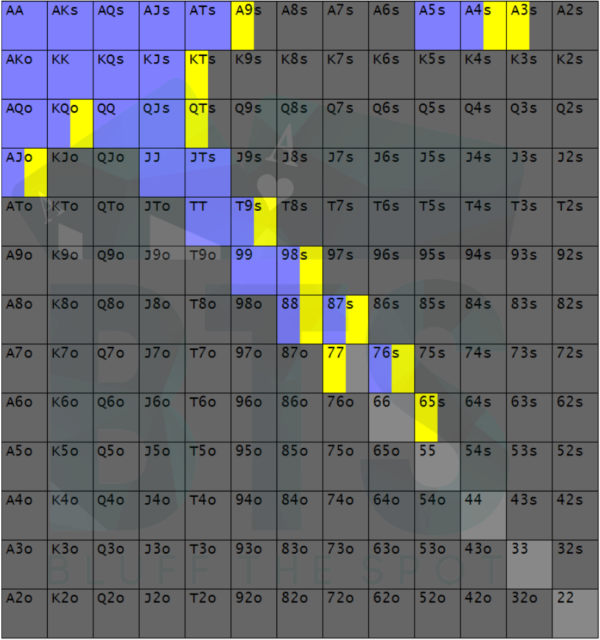 AA AKs AQs AJs ATs A9s A8s A7s A6s A5s A4s A3s A2s
AKo KK KQs KJs KTs K9s K8s K7s K6s K5s K4s K3s K2s
AQo KQo QQ QJs QTs Q9s Q8s Q7s Q6s Q5s Q4s Q3s Q2s
AJo KJo QJo JJ JTs J9s J8s J7s J6s J5s J4s J3s J2s
ATo KTo QTo JTo TT T9s T8s T7s T6s T5s T4s T3s T2s
A9o K9o Q9o J9o T9o 99 98s 97s 96s 95s 94s 93s 92s
A8o K8o Q8o J8o T8o 98o 88 87s 86s 85s 84s 83s 82s
A7o K7o Q7o J7o T7o 97o 87o 77 76s 75s 74s 73s 72s
A6o K6o Q6o J6o T6o 96o 86o 76o 66 65s 64s 63s 62s
A5o K5o Q5o J5o T5o 95o 85o 75o 65o 55 54s 53s 52s
A4o K4o Q4o J4o T4o 94o 84o 74o 64o 54o 44 43s 42s
A3o K3o Q3o J3o T3o 93o 83o 73o 63o 53o 43o 33 32s
A2o K2o Q2o J2o T2o 92o 82o 72o 62o 52o 42o 32o 22
A
BTS
BLUFF THE SPOT